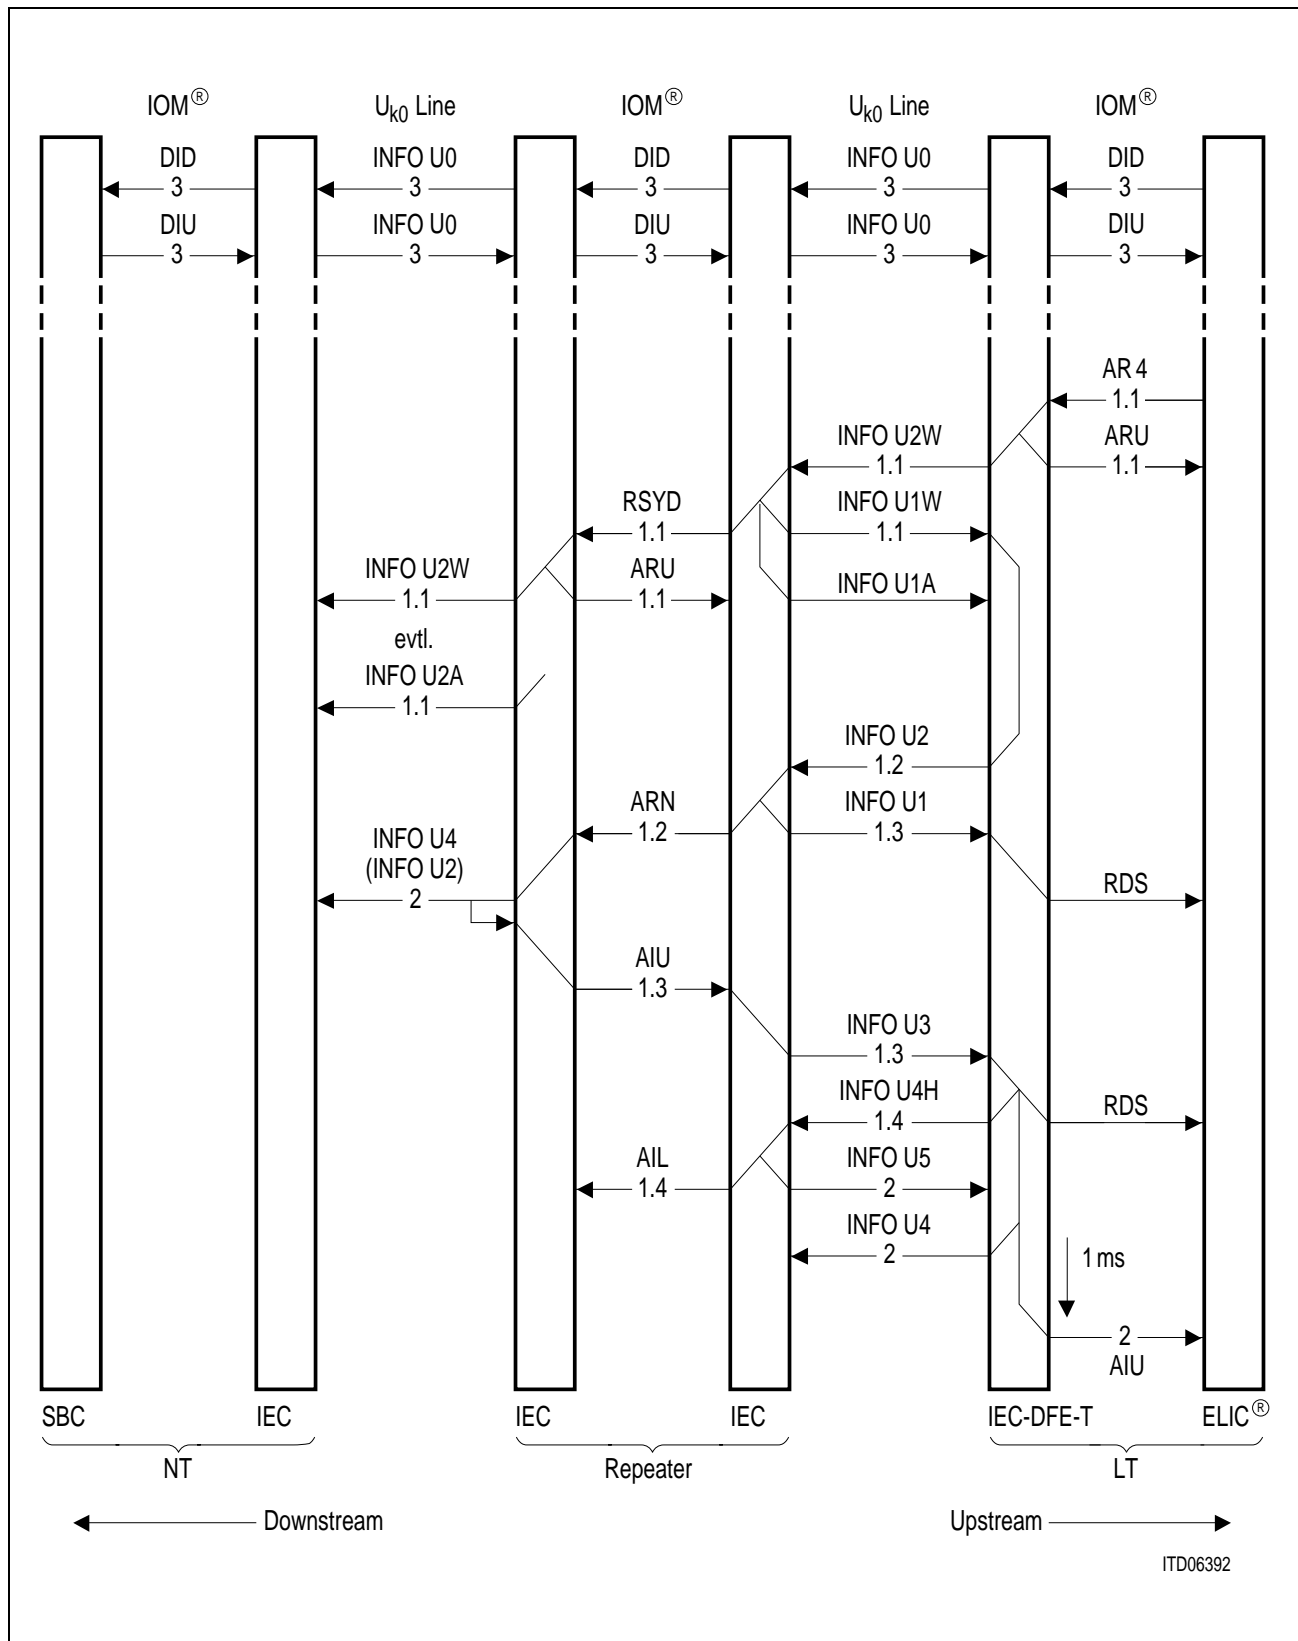 IOM® U_k0 Line IOM® U_k0 Line IOM®
DID INFO U0 DID INFO U0 DID
3 3 3 3 3
DIU INFO U0 DIU INFO U0 DIU
3 3 3 3 3
AR 4
1.1
INFO U2W ARU
1.1 1.1
RSYD INFO U1W
1.1 1.1
INFO U2W ARU INFO U1A
1.1 1.1
evtl.
INFO U2A
1.1
INFO U2
1.2
ARN INFO U1
1.2 1.3
INFO U4
(INFO U2) RDS
2
AIU
1.3
INFO U3
1.3
INFO U4H RDS
1.4
AIL INFO U5
1.4 2
INFO U4
2 1 ms
2
AIU
SBC IEC IEC IEC IEC-DFE-T ELIC®
NT Repeater LT
Downstream Upstream
ITD06392